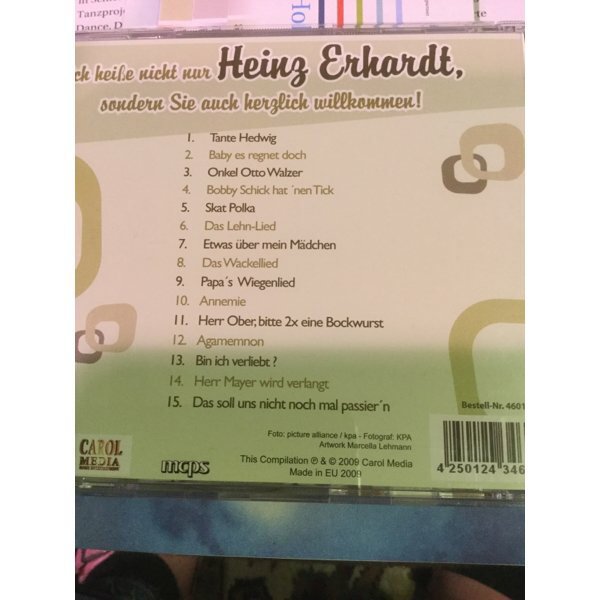 Tanzproj
Dance, D
Ho
te
ch heiße nicht nur Heinz Erhardt,
sondern Sie auch herzlich willkommen!
1. Tante Hedwig
2. Baby es regnet doch
3. Onkel Otto Walzer
4. Bobby Schick hat ´nen Tick
5. Skat Polka
6. Das Lehn-Lied
7. Etwas über mein Mädchen
8. Das Wackellied
9. Papa´s Wiegenlied
10. Annemie
11. Herr Ober, bitte 2x eine Bockwurst
12. Agamemnon
13. Bin ich verliebt ?
14. Herr Mayer wird verlangt
15. Das soll uns nicht noch mal passier´n
Bestell-Nr. 4601
Foto: picture alliance / kpa - Fotograf: KPA
Artwork Marcella Lehmann
CAROL
MEDIA
mcps
This Compilation ℗ & © 2009 Carol Media
Made in EU 2009
4 250124 346